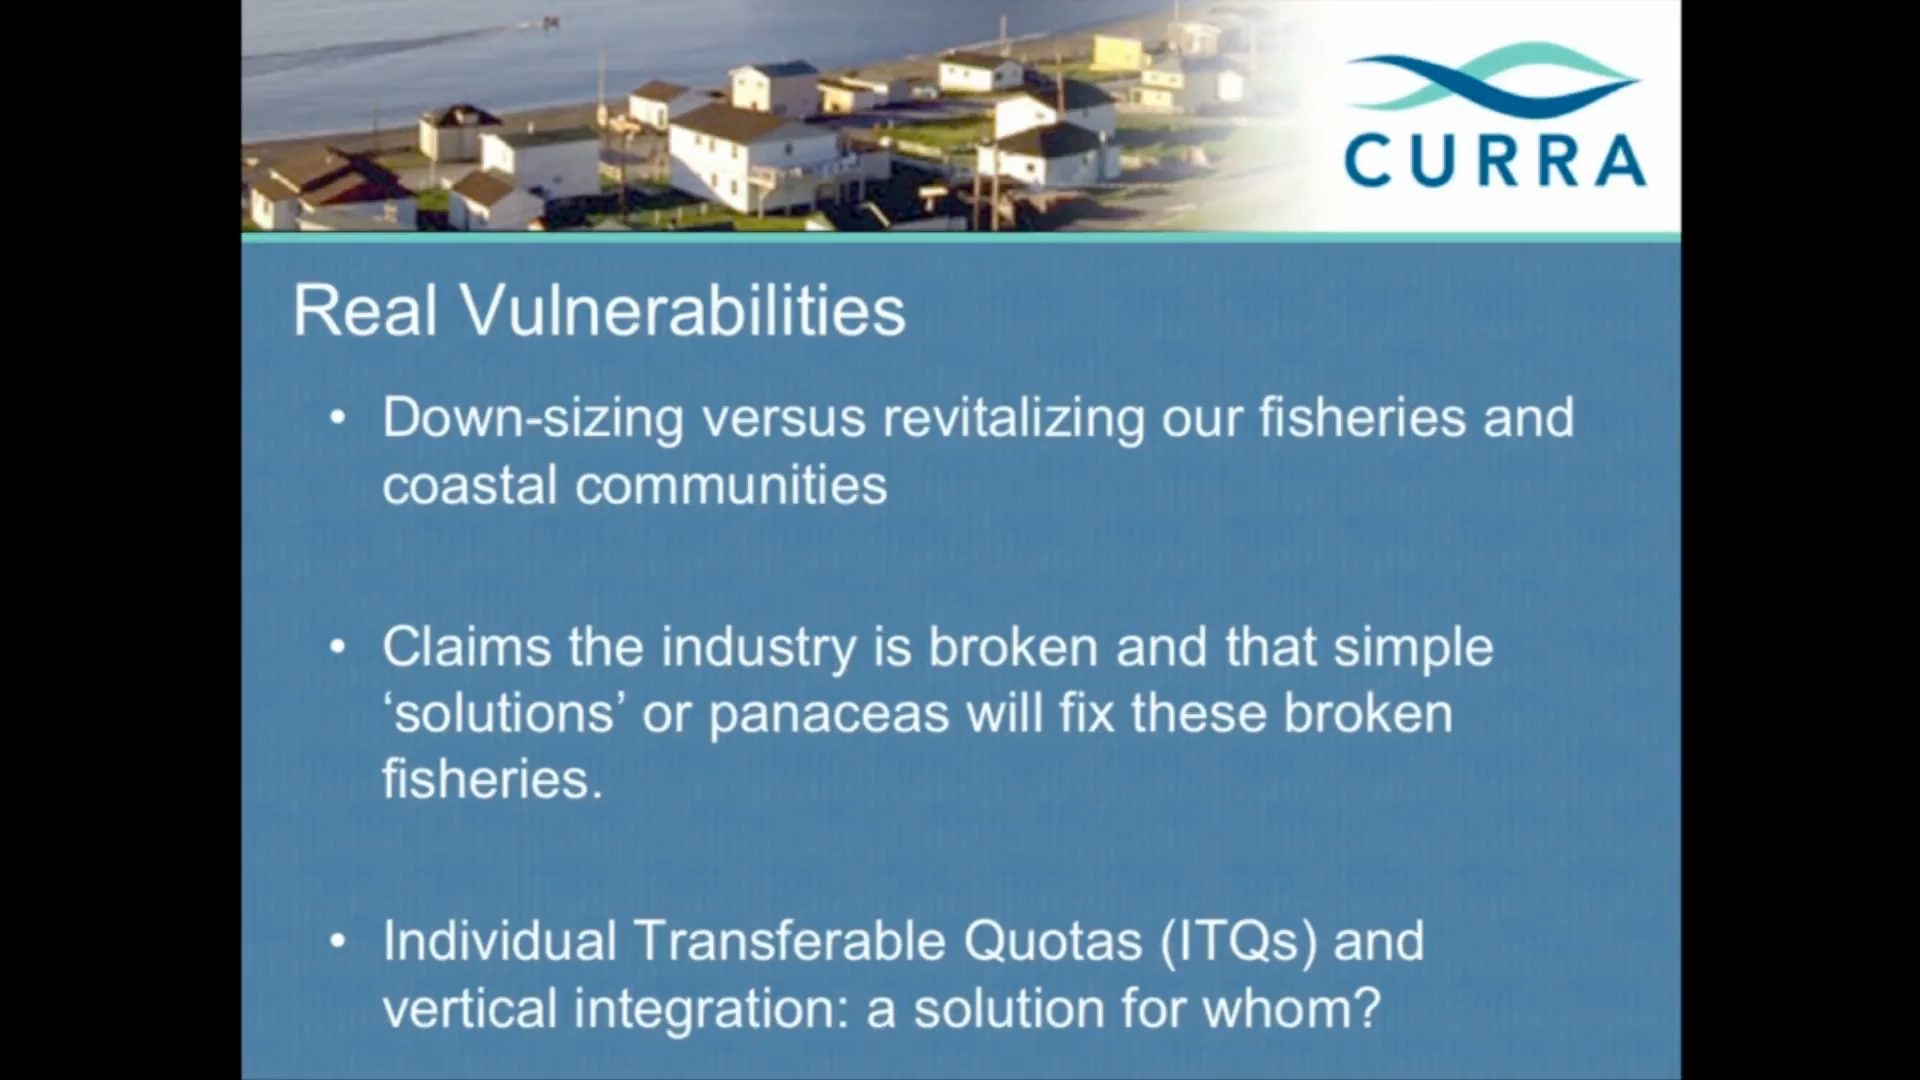 CURRA
Real Vulnerabilities
• Down-sizing versus revitalizing our fisheries and
coastal communities
• Claims the industry is broken and that simple
‘solutions’ or panaceas will fix these broken
fisheries.
• Individual Transferable Quotas (ITQs) and
vertical integration: a solution for whom?